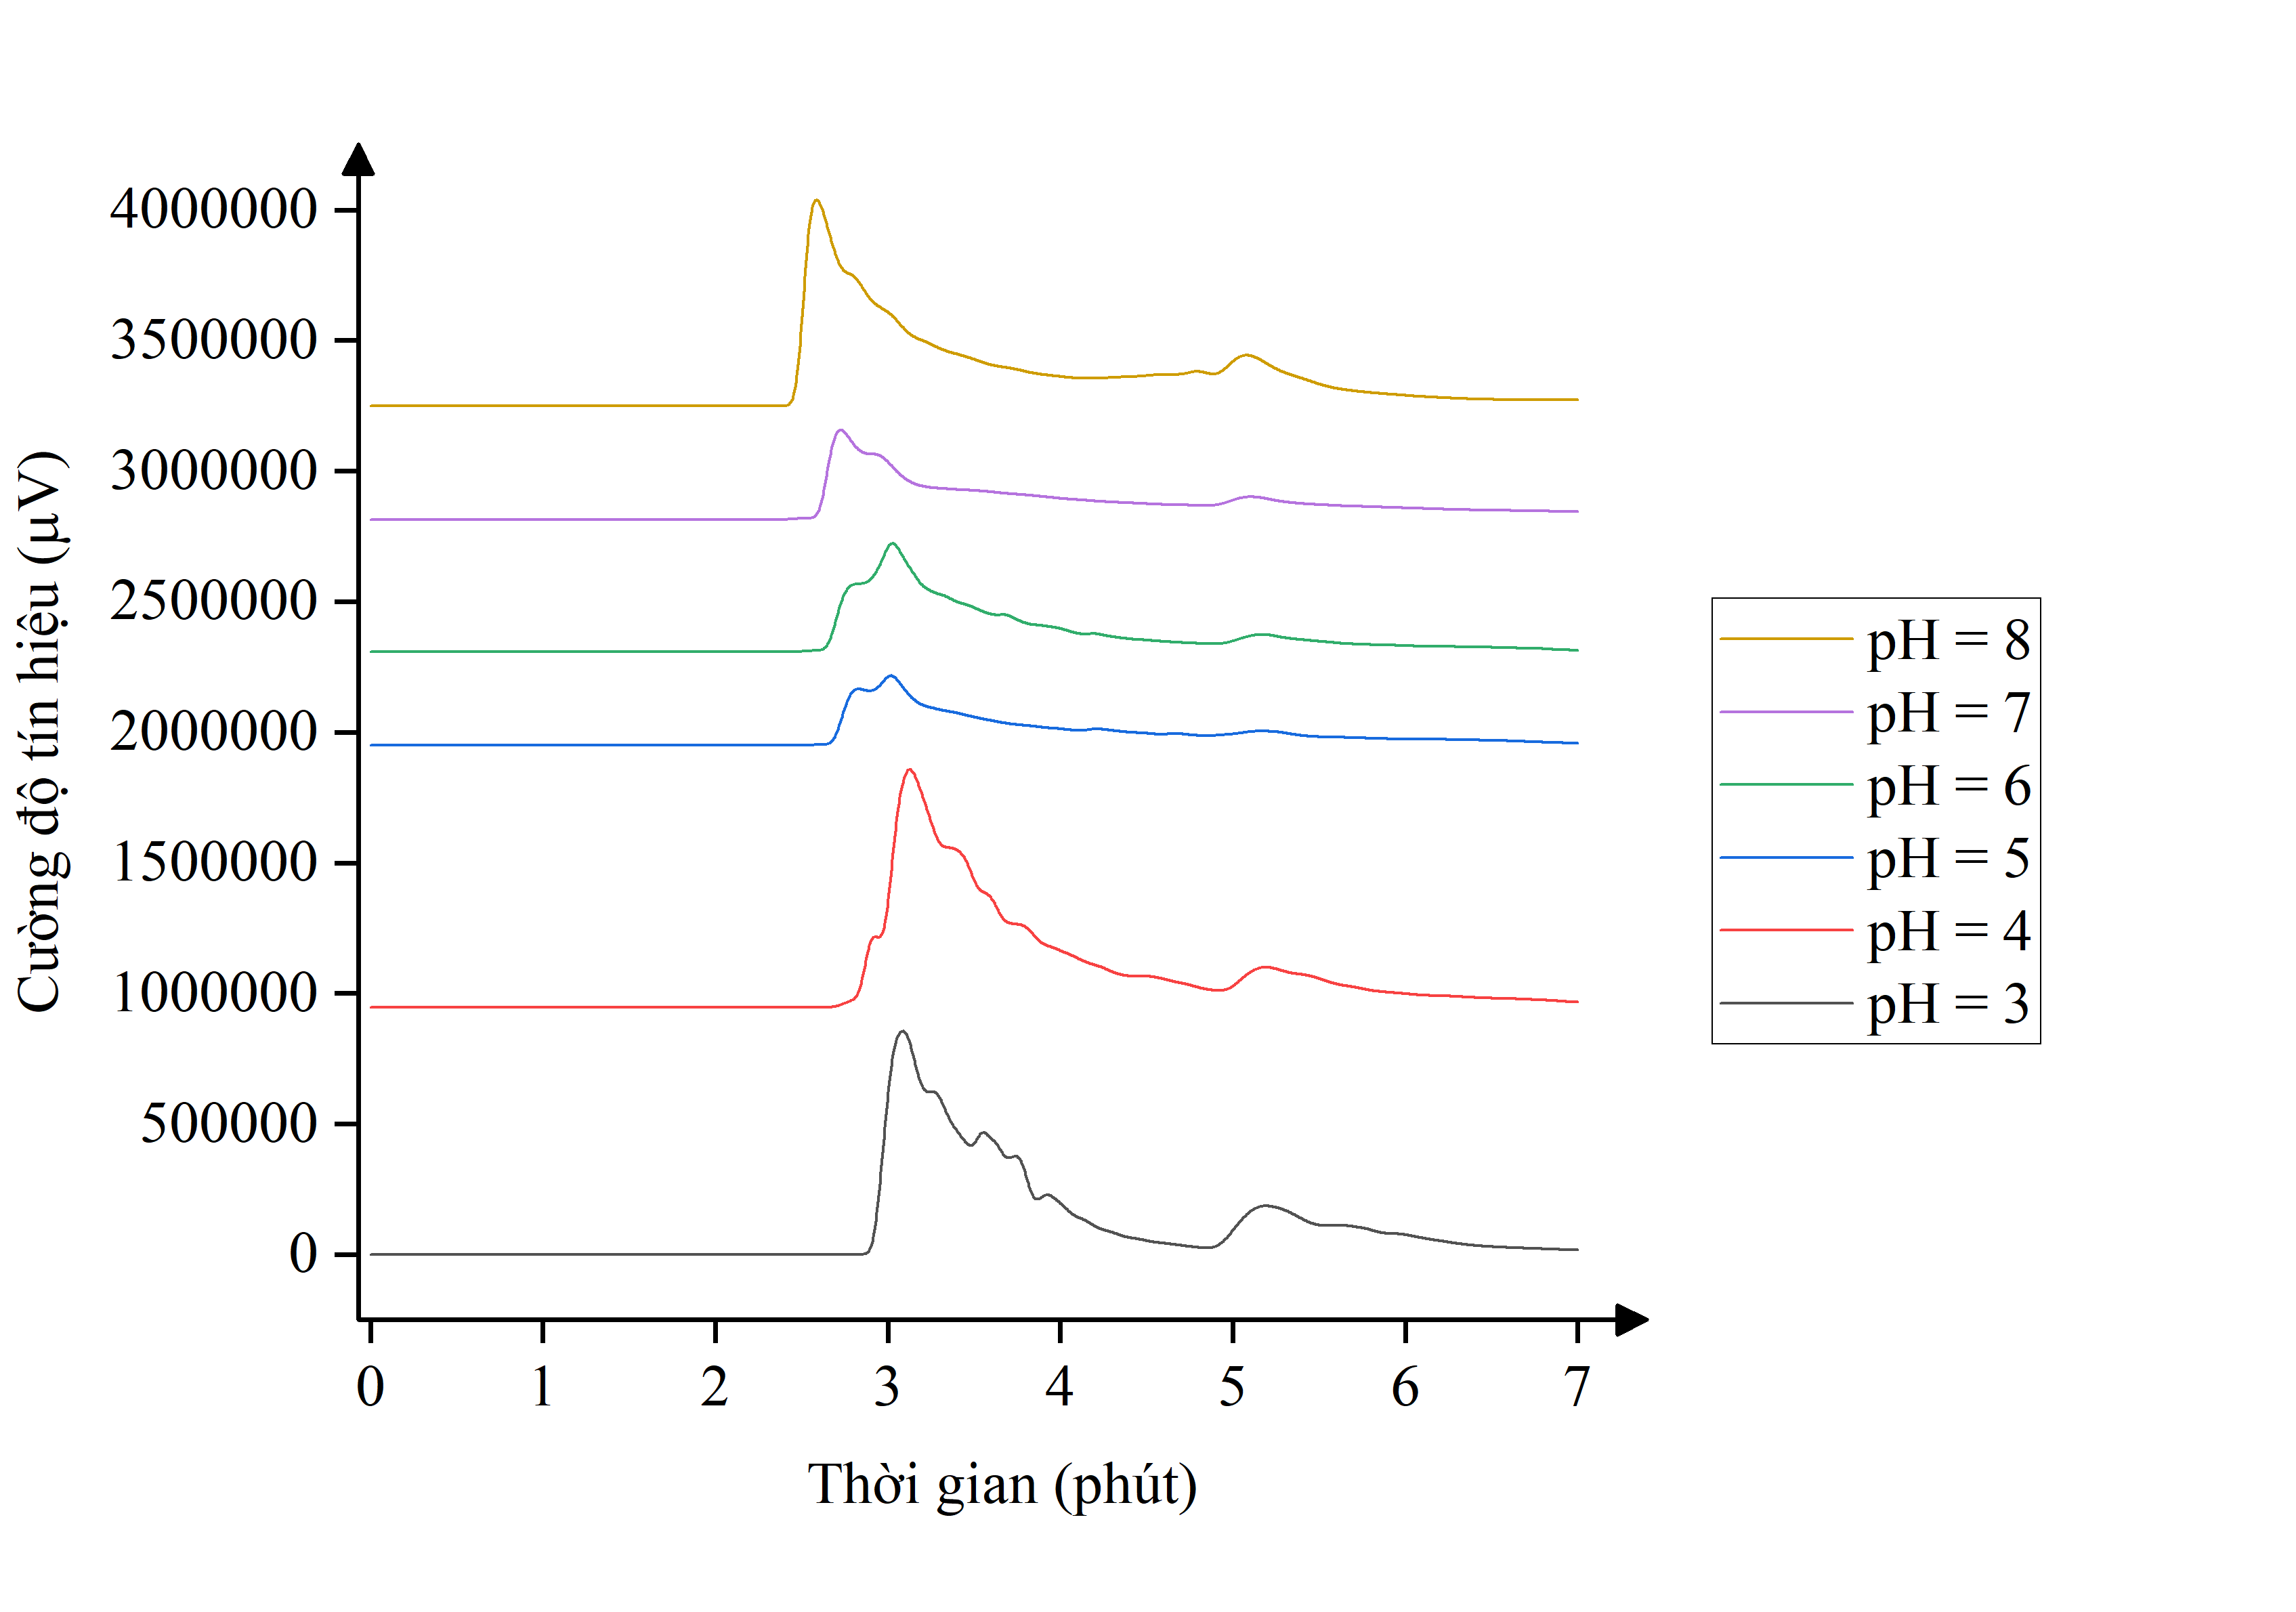 Cường độ tín hiệu (µV)
4000000
3500000
3000000
2500000
2000000
1500000
1000000
500000
0
0 1 2 3 4 5 6 7
Thời gian (phút)
pH = 8
pH = 7
pH = 6
pH = 5
pH = 4
pH = 3